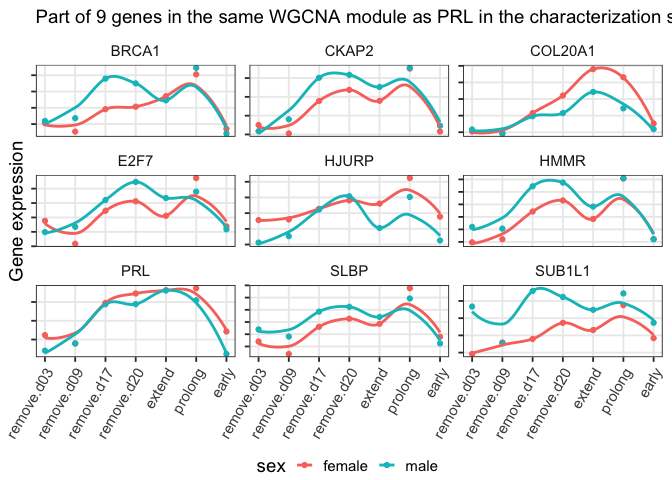 Part of 9 genes in the same WGCNA module as PRL in the characterization s
BRCA1 CKAP2 COL20A1
E2F7 HJURP HMMR
PRL SLBP SUB1L1
Gene expression
remove.d03 remove.d09 remove.d17 remove.d20 extend prolong early remove.d03 remove.d09 remove.d17 remove.d20 extend prolong early remove.d03 remove.d09 remove.d17 remove.d20 extend prolong early
sex female male